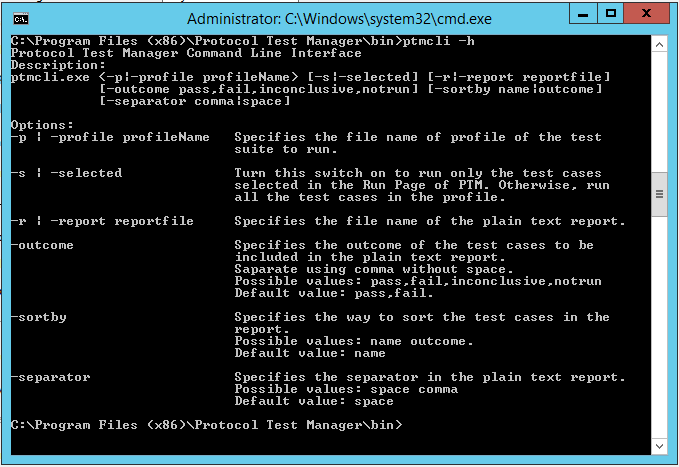 Administrator: C:\Windows\system32\cmd.exe
C:\Program Files (x86)\Protocol Test Manager\bin>ptmcli -h
Protocol Test Manager Command Line Interface
Description:
ptmcli.exe <-p|-profile profileName> [-s|-selected] [-r|-report reportfile]
[-outcome pass,fail,inconclusive,notrun] [-sortby name|outcome]
[-separator comma|space]
Options:
-p | -profile profileName Specifies the file name of profile of the test
suite to run.
-s | -selected Turn this switch on to run only the test cases
selected in the Run Page of PTM. Otherwise, run
all the test cases in the profile.
-r | -report reportfile Specifies the file name of the plain text report.
-outcome Specifies the outcome of the test cases to be
included in the plain text report.
Saparate using comma without space.
Possible values: pass,fail,inconclusive,notrun
Default value: pass,fail.
-sortby Specifies the way to sort the test cases in the
report.
Possible values: name outcome.
Default value: name
-separator Specifies the separator in the plain text report.
Possible values: space comma
Default value: space
C:\Program Files (x86)\Protocol Test Manager\bin>